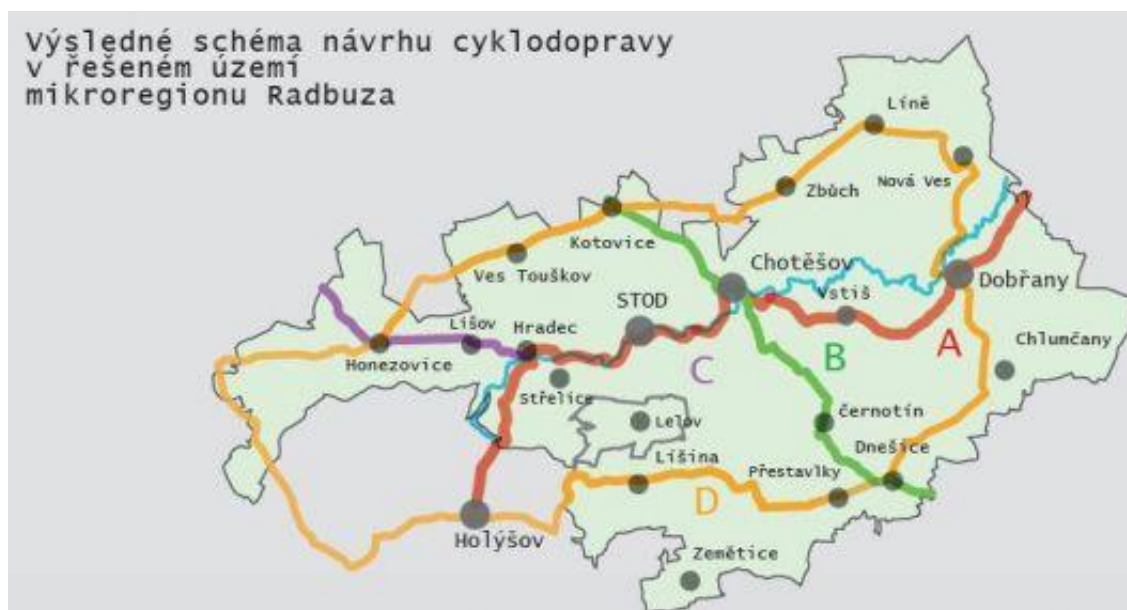 Výsledné schéma návrhu cyklodopravy
v řešeném území
mikroregionu Radbuza
Líně
Nová Ves
Zbůch
Kotovice
Ves Touškov
Chotěšov
Dobřany
Vstiš
STOD
Lišov
Hradec
Honezovice
A
B
C
Chlumčany
Střelice
Lelov
Černotín
Dnešice
Líšina
Přestavlky
D
Holýšov
Zemětice